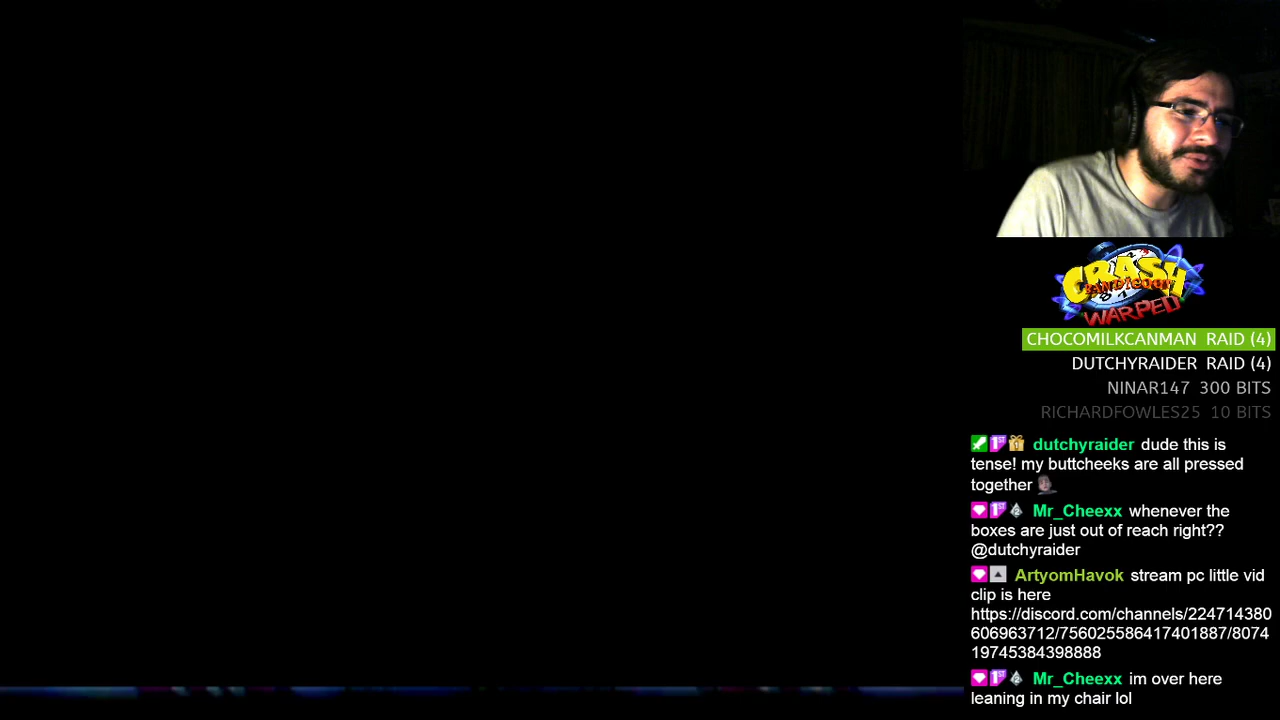 CRASH
BANDICOOT
WARPED
CHOCOMILKCANMAN RAID (4)
DUTCHYRAIDER RAID (4)
NINAR147 300 BITS
RICHARDFOWLES25 10 BITS
dutchyraider dude this is
tense! my buttcheeks are all pressed
together
Mr_Cheexx whenever the
boxes are just out of reach right??
@dutchyraider
ArtyomHavok stream pc little vid
clip is here
https://discord.com/channels/224714380
606963712/756025586417401887/8074
19745384398888
Mr_Cheexx im over here
leaning in my chair lol